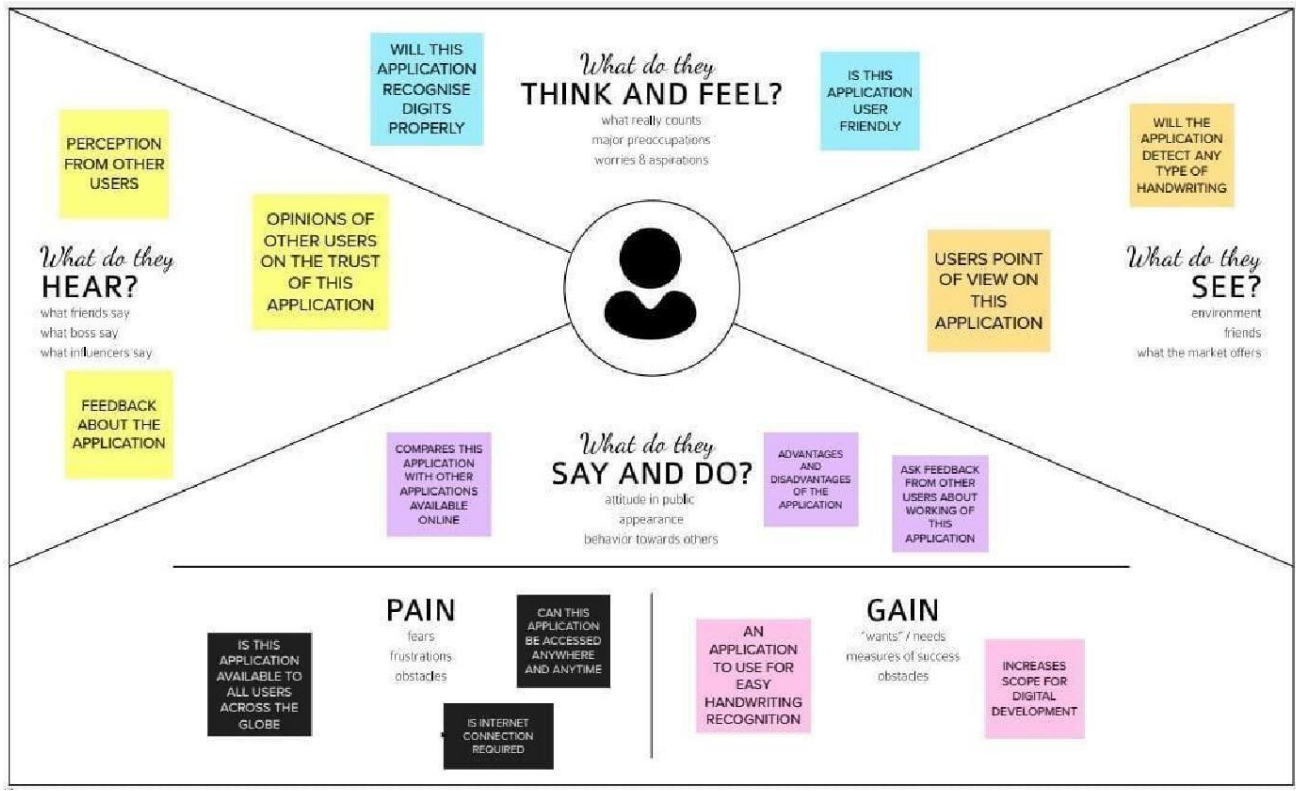 WILL THIS
APPLICATION
RECOGNISE
DIGITS
PROPERLY
What do they
THINK AND FEEL?
what really counts
major preoccupations
worries 8 aspirations
IS THIS
APPLICATION
USER
FRIENDLY
PERCEPTION
FROM OTHER
USERS
OPINIONS OF
OTHER USERS
ON THE TRUST
OF THIS
APPLICATION
What do they
HEAR?
what friends say
what boss say
what influencers say
FEEDBACK
ABOUT THE
APPLICATION
WILL THE
APPLICATION
DETECT ANY
TYPE OF
HANDWRITING
USERS POINT
OF VIEW ON
THIS
APPLICATION
What do they
SEE?
environment
friends
what the market offers
COMPARES THIS
APPLICATION
WITH OTHER
APPLICATIONS
AVAILABLE
ONLINE
What do they
SAY AND DO?
attitude in public
appearance
behavior towards others
ADVANTAGES
AND
DISADVANTAGES
OF THE
APPLICATION
ASK FEEDBACK
FROM OTHER
USERS ABOUT
WORKING OF
THIS
APPLICATION
IS THIS
APPLICATION
AVAILABLE TO
ALL USERS
ACROSS THE
GLOBE
PAIN
fears
frustrations
obstacles
CAN THIS
APPLICATION
BE ACCESSED
ANYWHERE
AND ANYTIME
IS INTERNET
CONNECTION
REQUIRED
AN
APPLICATION
TO USE FOR
EASY
HANDWRITING
RECOGNITION
GAIN
"wants" / needs
measures of success
obstacles
INCREASES
SCOPE FOR
DIGITAL
DEVELOPMENT